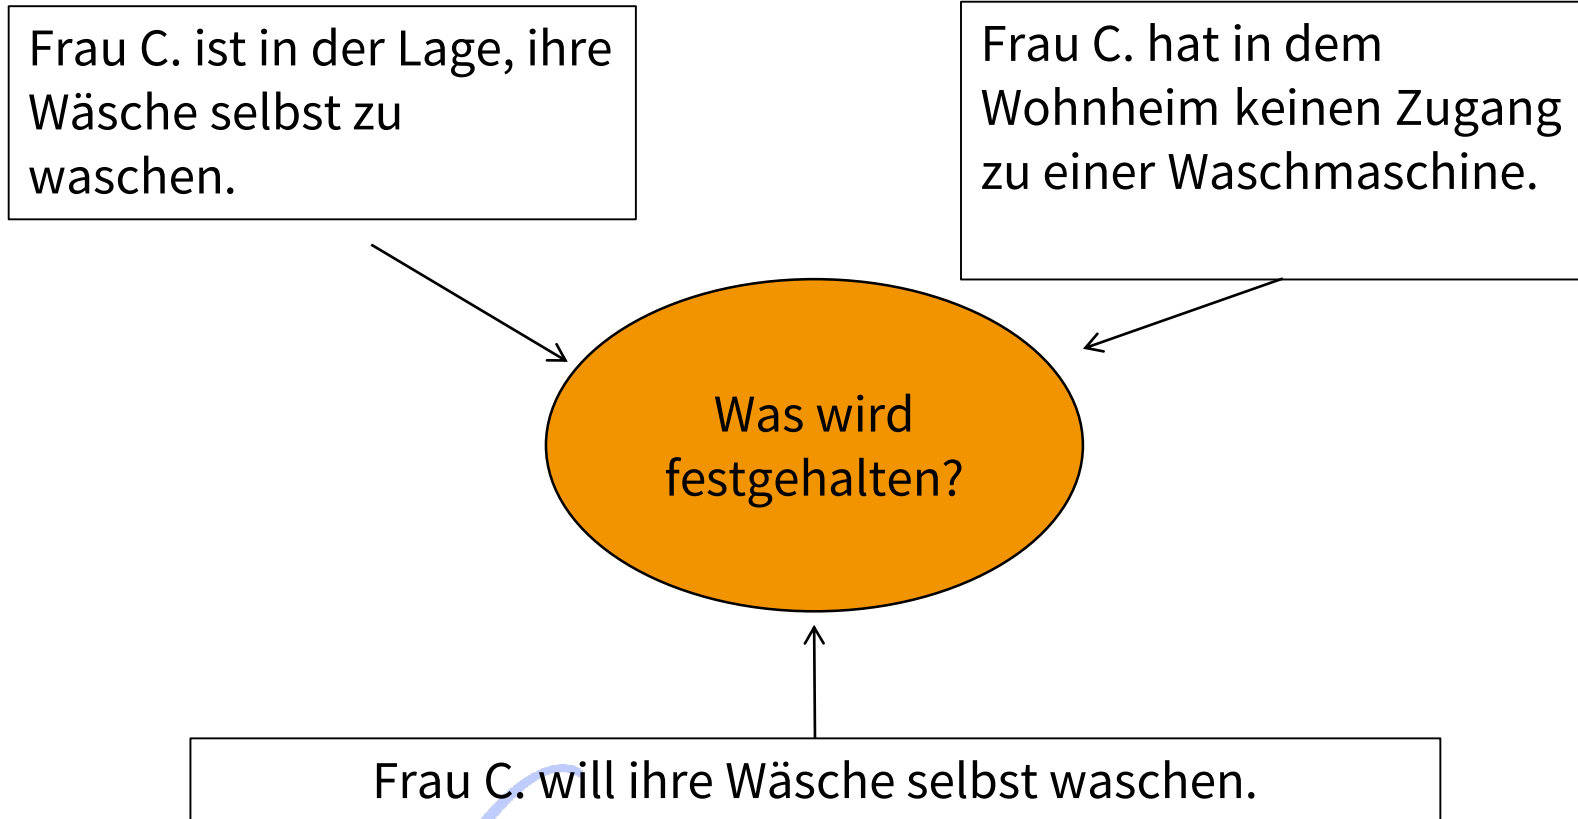 Frau C. ist in der Lage, ihre
Wäsche selbst zu
waschen.
Frau C. hat in dem
Wohnheim keinen Zugang
zu einer Waschmaschine.
Was wird
festgehalten?
Frau C. will ihre Wäsche selbst waschen.